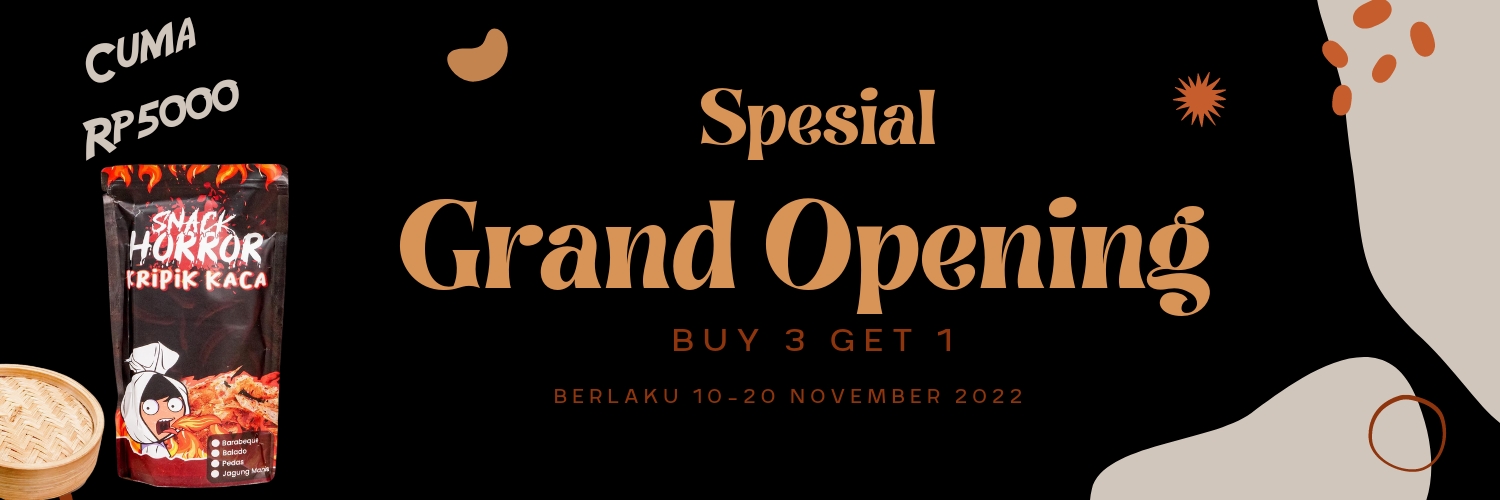 CUMA
RP5000
SNACK
HORROR
KRiPiK KACA
Barabeque
Balado
Pedas
Jagung Manis
Spesial
Grand Opening
BUY 3 GET 1
BERLAKU 10-20 NOVEMBER 2022